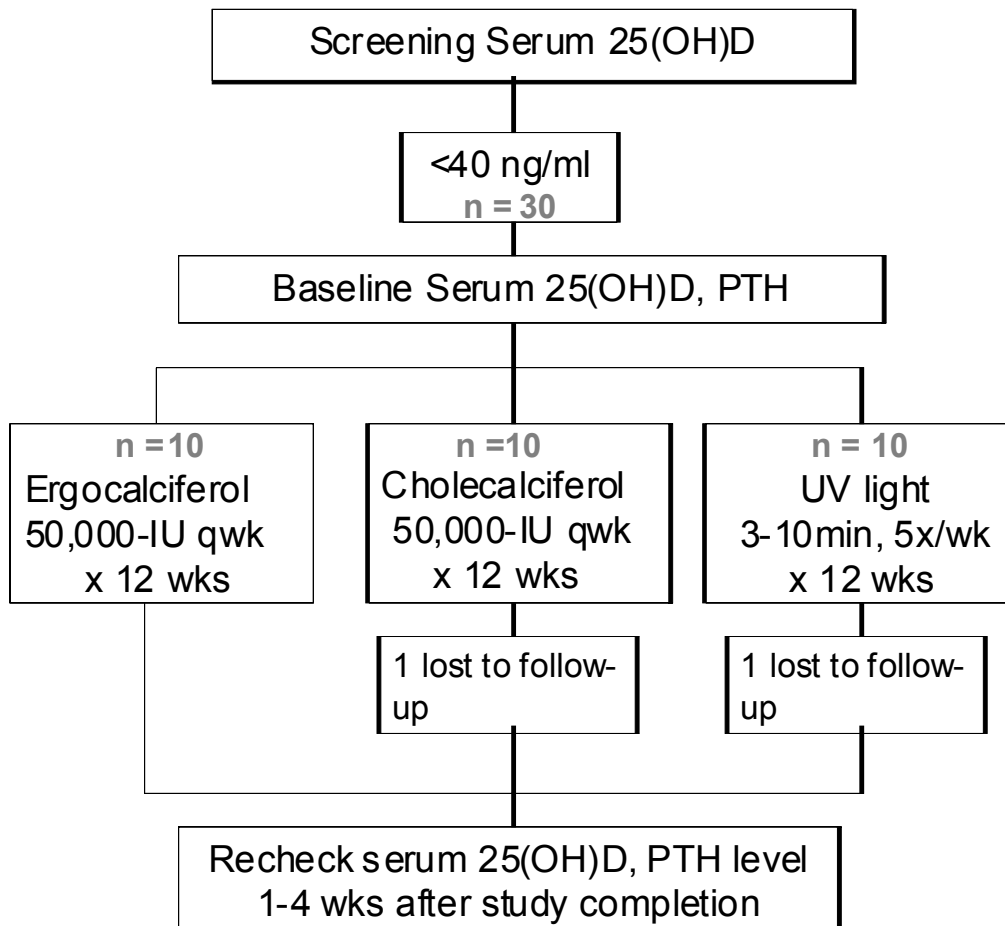 Screening Serum 25(OH)D
<40 ng/ml
n = 30
Baseline Serum 25(OH)D, PTH
n =10
Ergocalciferol
50,000-IU qwk
x 12 wks
n =10
Cholecalciferol
50,000-IU qwk
x 12 wks
n = 10
UV light
3-10min, 5x/wk
x 12 wks
1 lost to follow-
up
1 lost to follow-
up
Recheck serum 25(OH)D, PTH level
1-4 wks after study completion